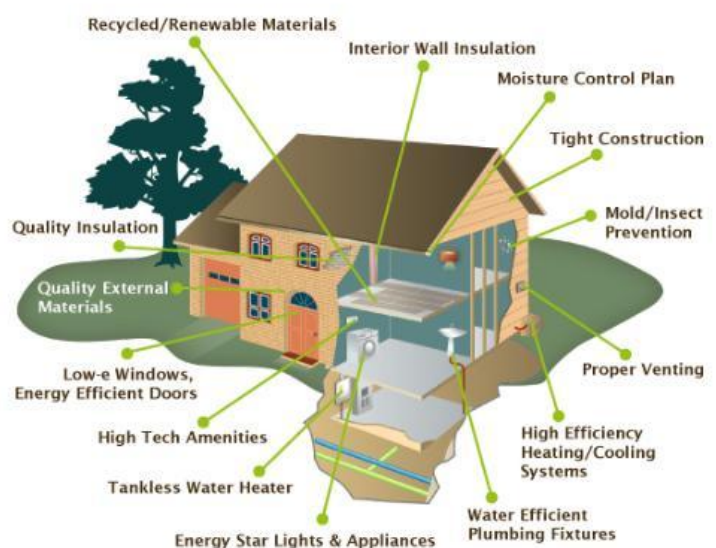 Recycled/Renewable Materials
Interior Wall Insulation
Moisture Control Plan
Tight Construction
Quality Insulation
Mold/Insect
Prevention
Quality External
Materials
Low-e Windows,
Energy Efficient Doors
Proper Venting
High Tech Amenities
High Efficiency
Heating/Cooling
Systems
Tankless Water Heater
Water Efficient
Plumbing Fixtures
Energy Star Lights & Appliances